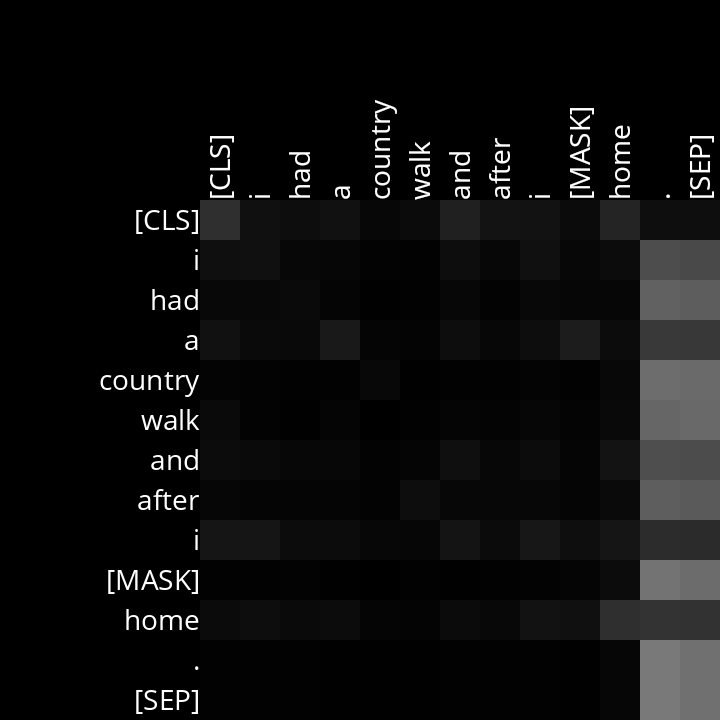 [CLS] i had a country walk and after i [MASK] home . [SEP]
[CLS]
i
had
a
country
walk
and
after
i
[MASK]
home
.
[SEP]